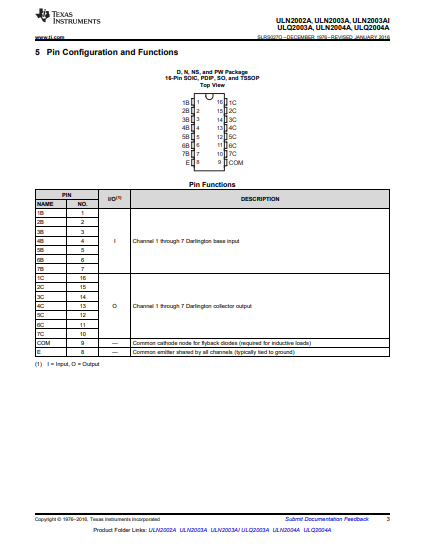 TEXAS
INSTRUMENTS
ULN2002A, ULN2003A, ULN2003AI
ULQ2003A, ULN2004A, ULQ2004A
www.ti.com
SLRS027O – DECEMBER 1976 – REVISED JANUARY 2016
5 Pin Configuration and Functions
D, N, NS, and PW Package
16-Pin SOIC, PDIP, SO, and TSSOP
Top View
1B 1 16 1C
2B 2 15 2C
3B 3 14 3C
4B 4 13 4C
5B 5 12 5C
6B 6 11 6C
7B 7 10 7C
E 8 9 COM
Pin Functions
PIN
I/O(1)
DESCRIPTION
NAME NO.
1B 1
2B 2
3B 3
4B 4 I Channel 1 through 7 Darlington base input
5B 5
6B 6
7B 7
1C 16
2C 15
3C 14
4C 13 O Channel 1 through 7 Darlington collector output
5C 12
6C 11
7C 10
COM 9 — Common cathode node for flyback diodes (required for inductive loads)
E 8 — Common emitter shared by all channels (typically tied to ground)
(1) I = Input, O = Output
Copyright © 1976–2016, Texas Instruments Incorporated
Submit Documentation Feedback
3
Product Folder Links: ULN2002A ULN2003A ULN2003AI ULQ2003A ULN2004A ULQ2004A